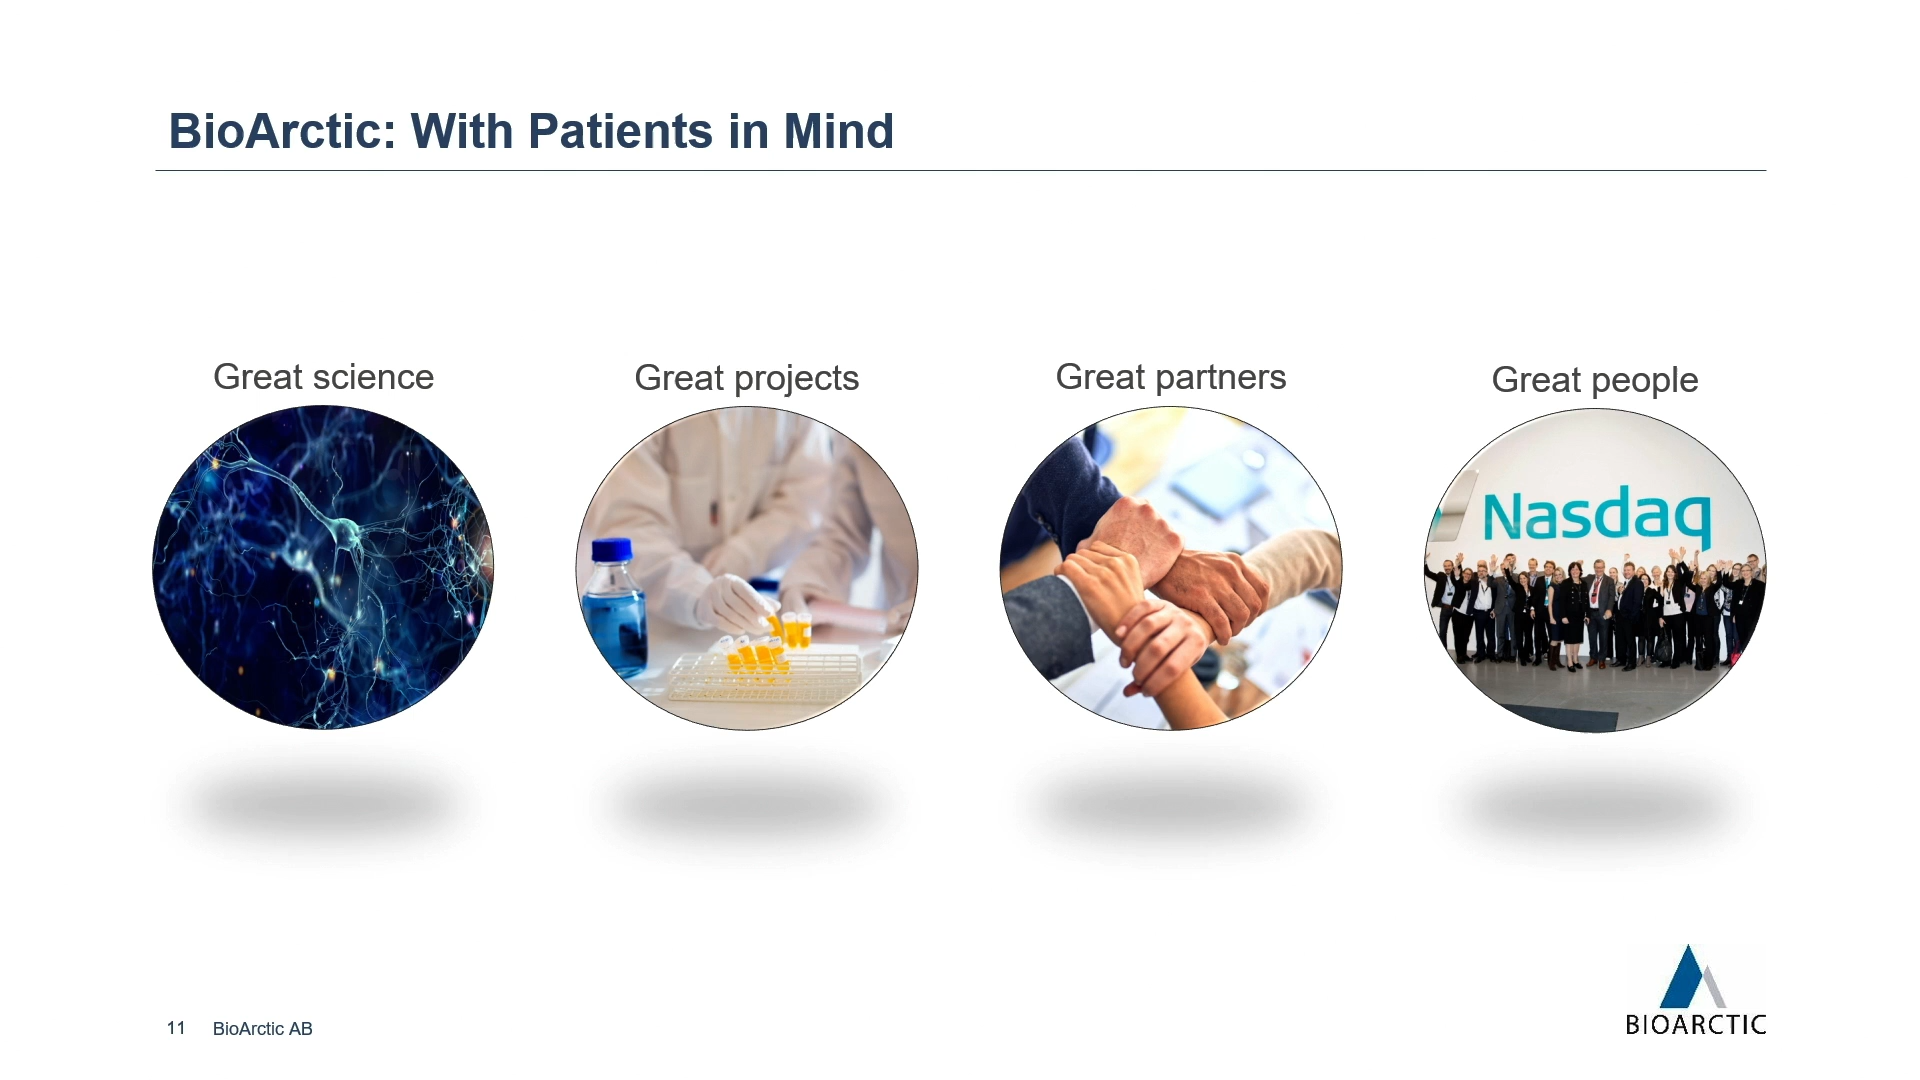 BioArctic: With Patients in Mind
Great science
Great projects
Great partners
Great people
Nasdaq
11 BioArctic AB
BIOARCTIC